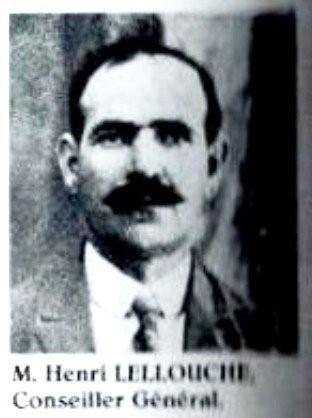 M. Henri LELLOUCHE,
Conseiller Général.